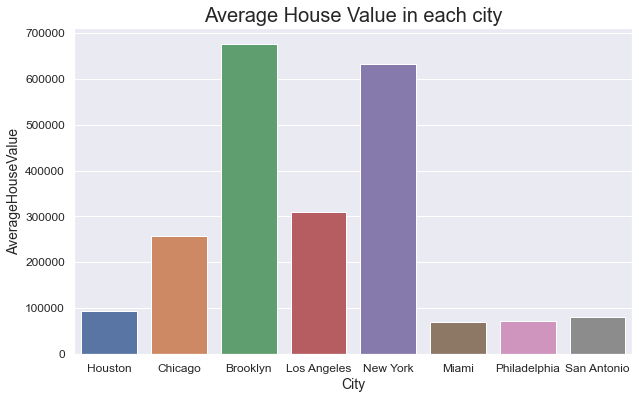 Average House Value in each city
AverageHouseValue
700000
600000
500000
400000
300000
200000
100000
0
Houston Chicago Brooklyn Los Angeles New York Miami Philadelphia San Antonio
City